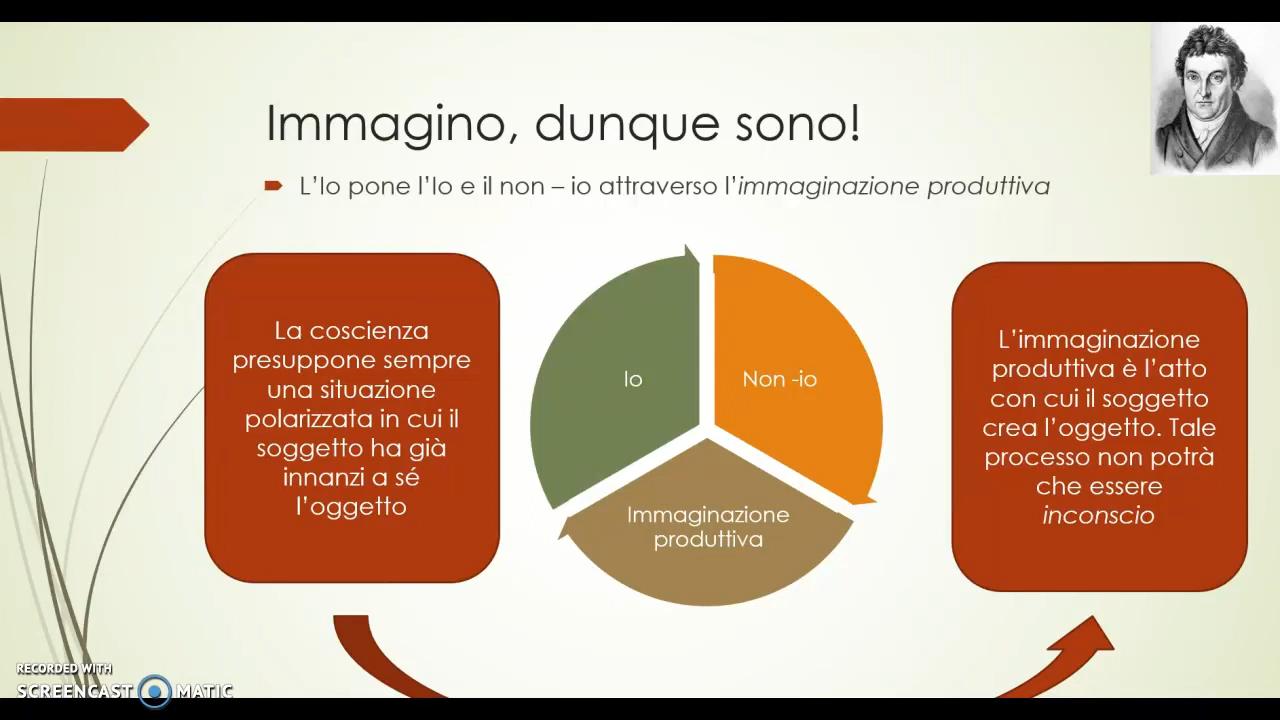 Immagino, dunque sono!
L’Io pone l’Io e il non – io attraverso l’immaginazione produttiva
La coscienza
presuppone sempre
una situazione
polarizzata in cui il
soggetto ha già
innanzi a sé
l’oggetto
Io
Non -io
Immaginazione
produttiva
L’immaginazione
produttiva è l’atto
con cui il soggetto
crea l’oggetto. Tale
processo non potrà
che essere
inconscio
RECORDED WITH
SCREENCAST MATIC